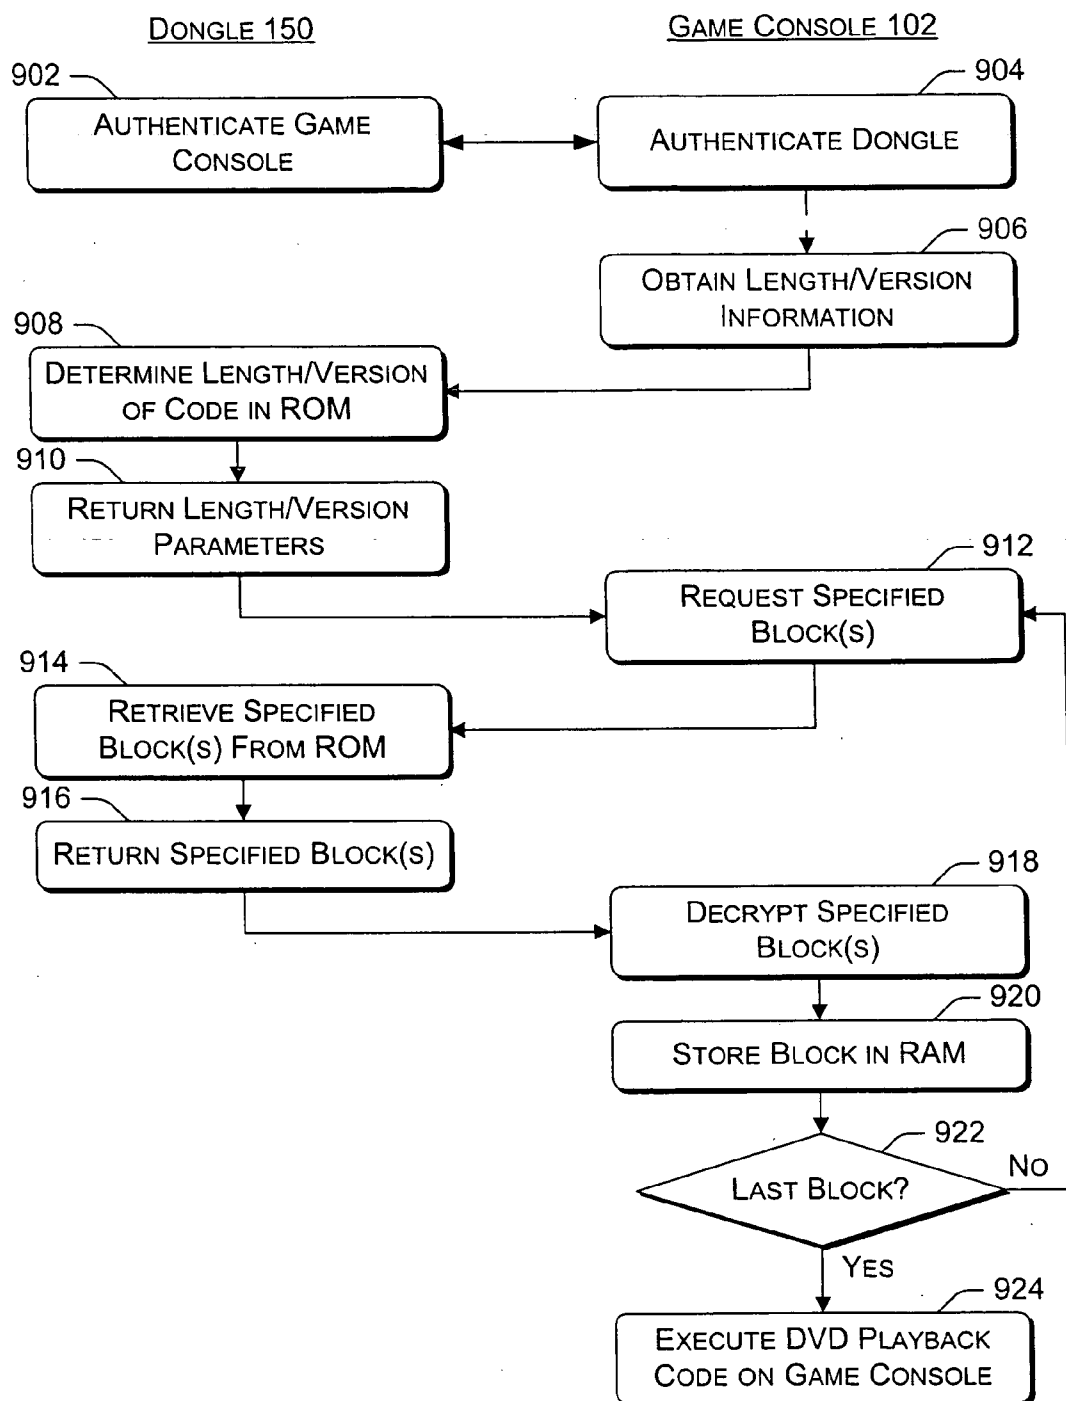 DONGLE 150
GAME CONSOLE 102
902
AUTHENTICATE GAME
CONSOLE
904
AUTHENTICATE DONGLE
906
OBTAIN LENGTH/VERSION
INFORMATION
908
DETERMINE LENGTH/VERSION
OF CODE IN ROM
910
RETURN LENGTH/VERSION
PARAMETERS
912
REQUEST SPECIFIED
BLOCK(S)
914
RETRIEVE SPECIFIED
BLOCK(S) FROM ROM
916
RETURN SPECIFIED BLOCK(S)
918
DECRYPT SPECIFIED
BLOCK(S)
920
STORE BLOCK IN RAM
922
LAST BLOCK?
NO
YES
924
EXECUTE DVD PLAYBACK
CODE ON GAME CONSOLE